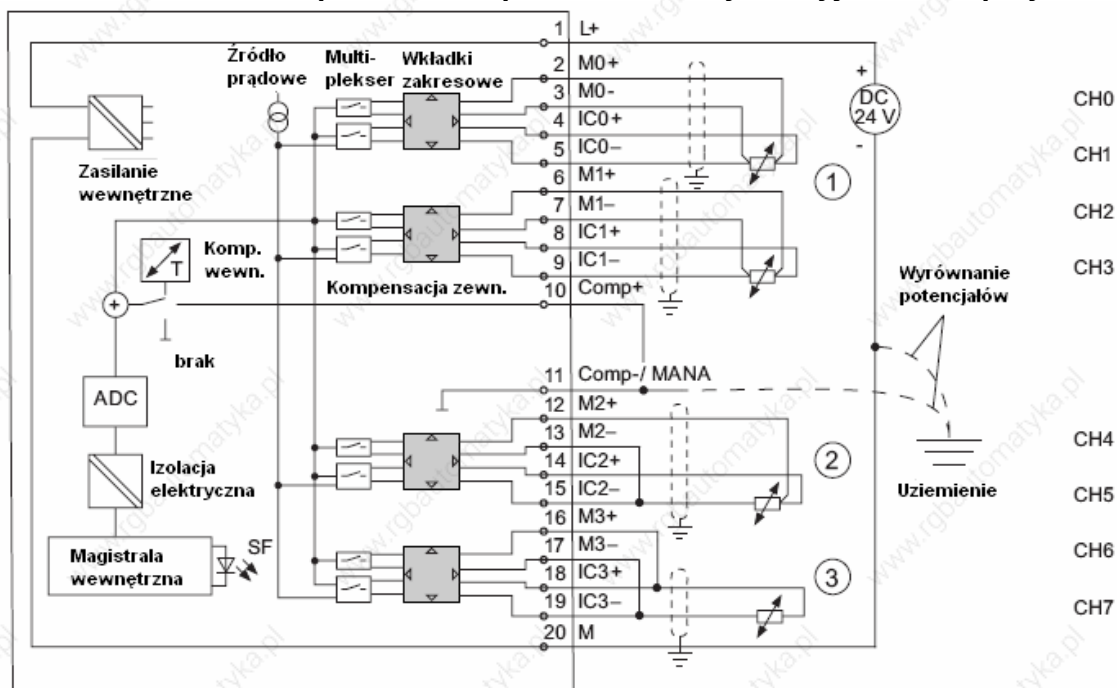 1 L+
2 M0+
3 M0-
4 IC0+
5 IC0–
6 M1+
7 M1–
8 IC1+
9 IC1–
10 Comp+
11 Comp-/ MANA
12 M2+
13 M2–
14 IC2+
15 IC2–
16 M3+
17 M3–
18 IC3+
19 IC3–
20 M
Źródło
prądowe
Multi-
plekser
Wkładki
zakresowe
Zasilanie
wewnętrzne
T
Komp.
wewn.
Kompensacja zewn.
+
brak
ADC
Izolacja
elektryczna
Magistrala
wewnętrzna
SF
+
DC
24 V
-
1
2
3
Wyrównanie
potencjałów
Uziemienie
CH0
CH1
CH2
CH3
CH4
CH5
CH6
CH7
www.rgbautomatyka.pl